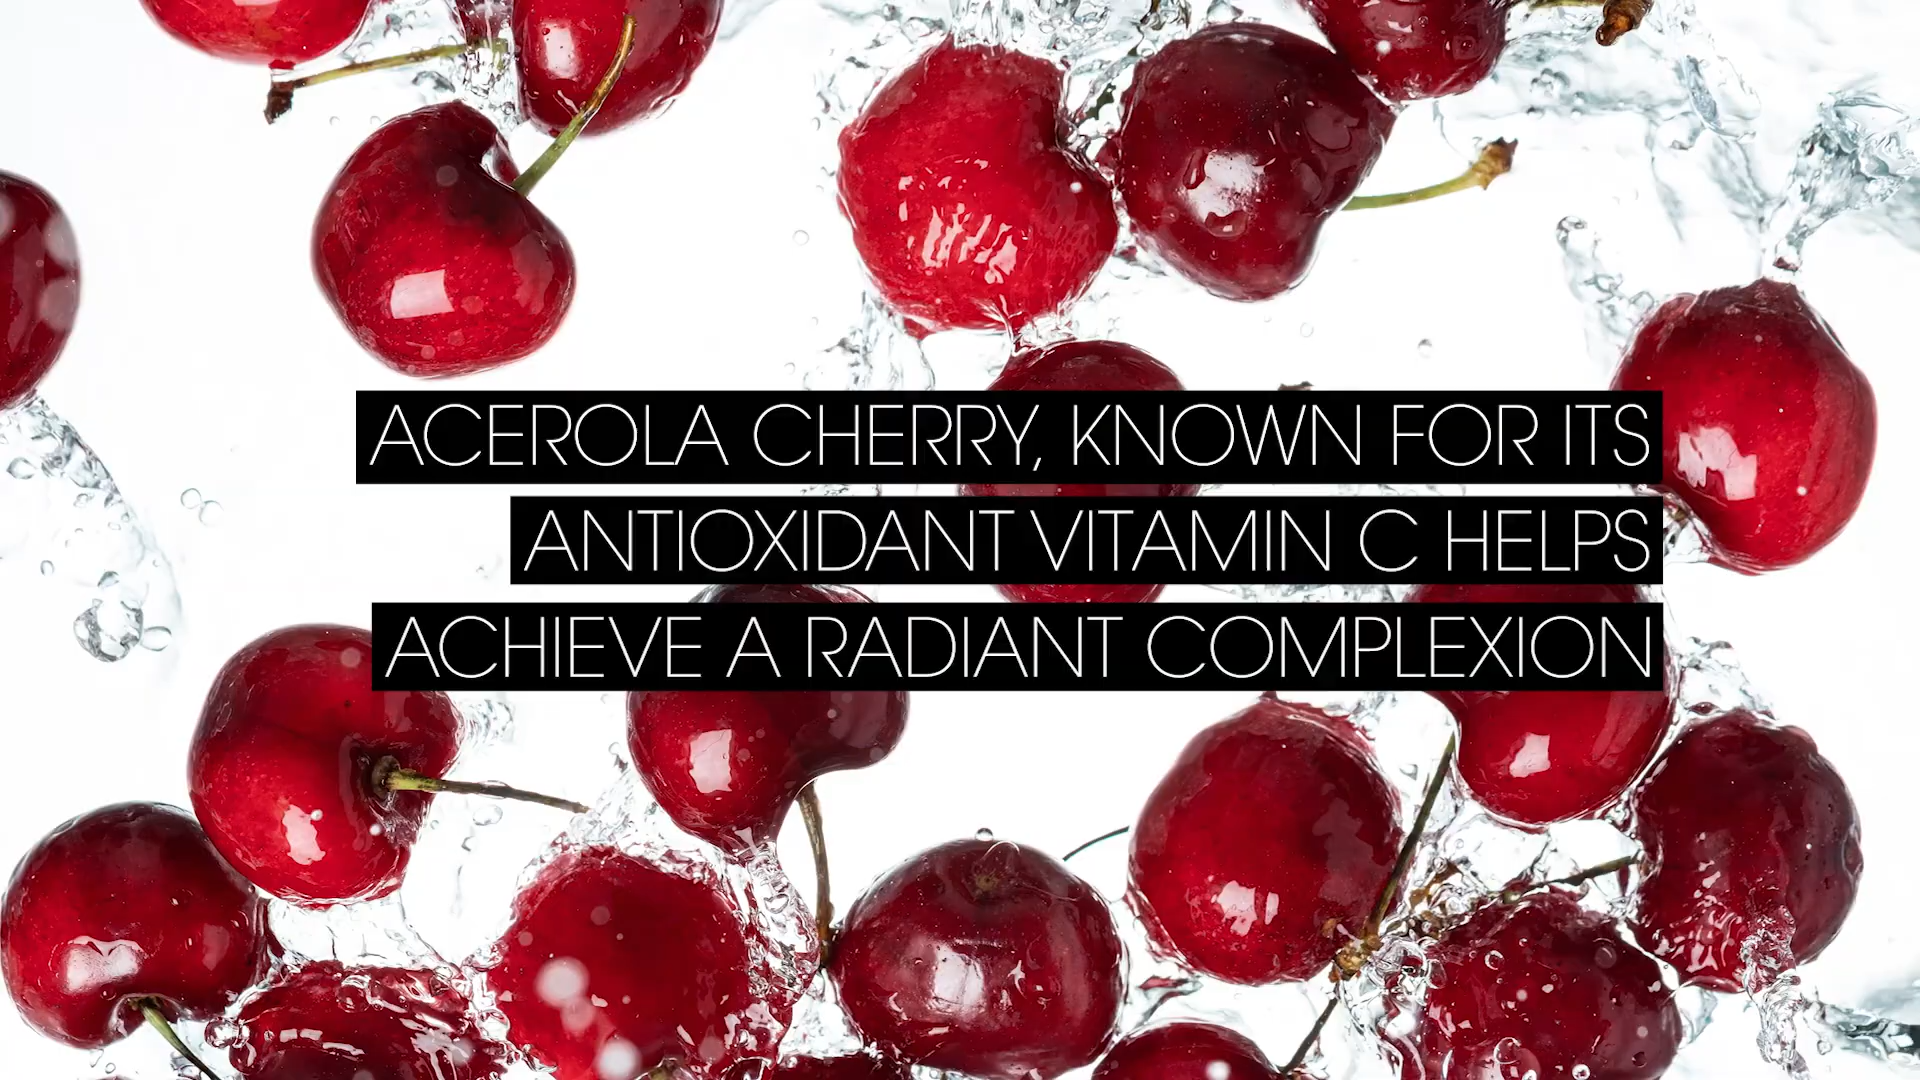 ACEROLA CHERRY, KNOWN FOR ITS
ANTIOXIDANT VITAMIN C HELPS
ACHIEVE A RADIANT COMPLEXION